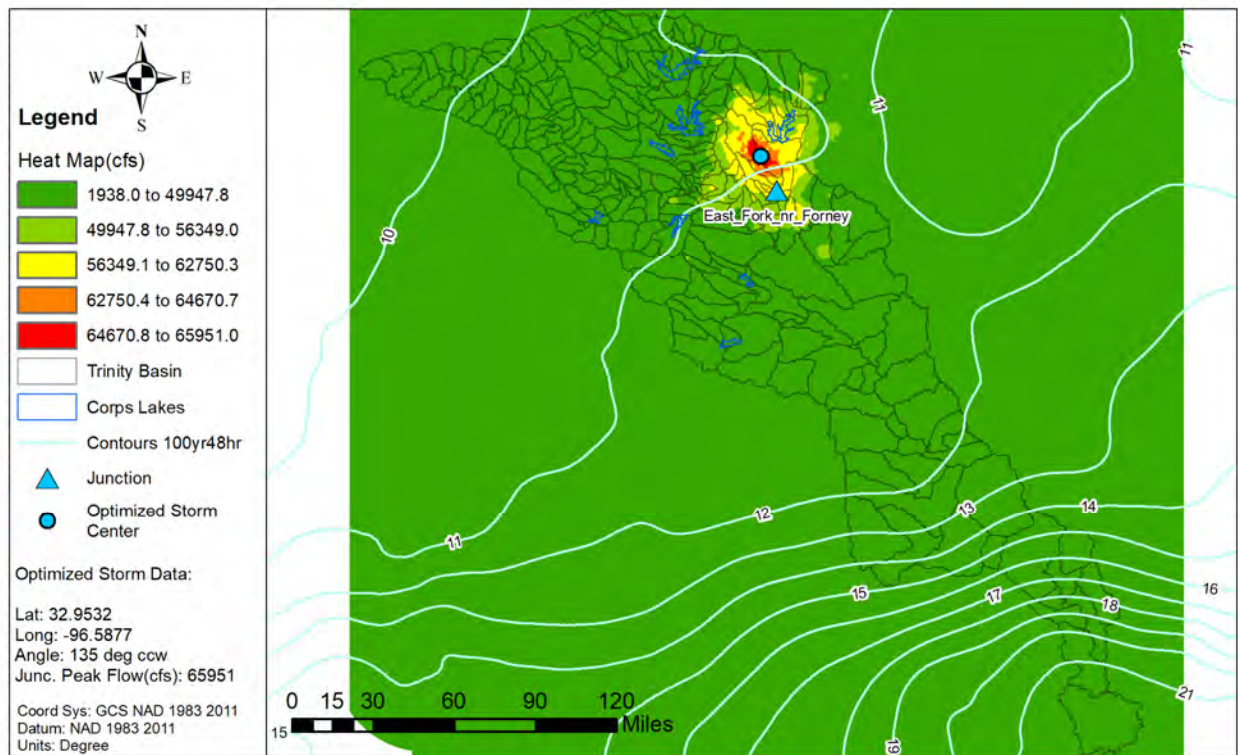 N
W E
S
Legend
Heat Map(cfs)
1938.0 to 49947.8
49947.8 to 56349.0
56349.1 to 62750.3
62750.4 to 64670.7
64670.8 to 65951.0
Trinity Basin
Corps Lakes
Contours 100yr48hr
Junction
Optimized Storm
Center
Optimized Storm Data:
Lat: 32.9532
Long: -96.5877
Angle: 135 deg ccw
Junc. Peak Flow(cfs): 65951
Coord Sys: GCS NAD 1983 2011
Datum: NAD 1983 2011
Units: Degree
11
11
East_Fork_nr_Forney
10
12
13
14
11
15
17
16
18
21
19
0 15 30 60 90 120
Miles
15